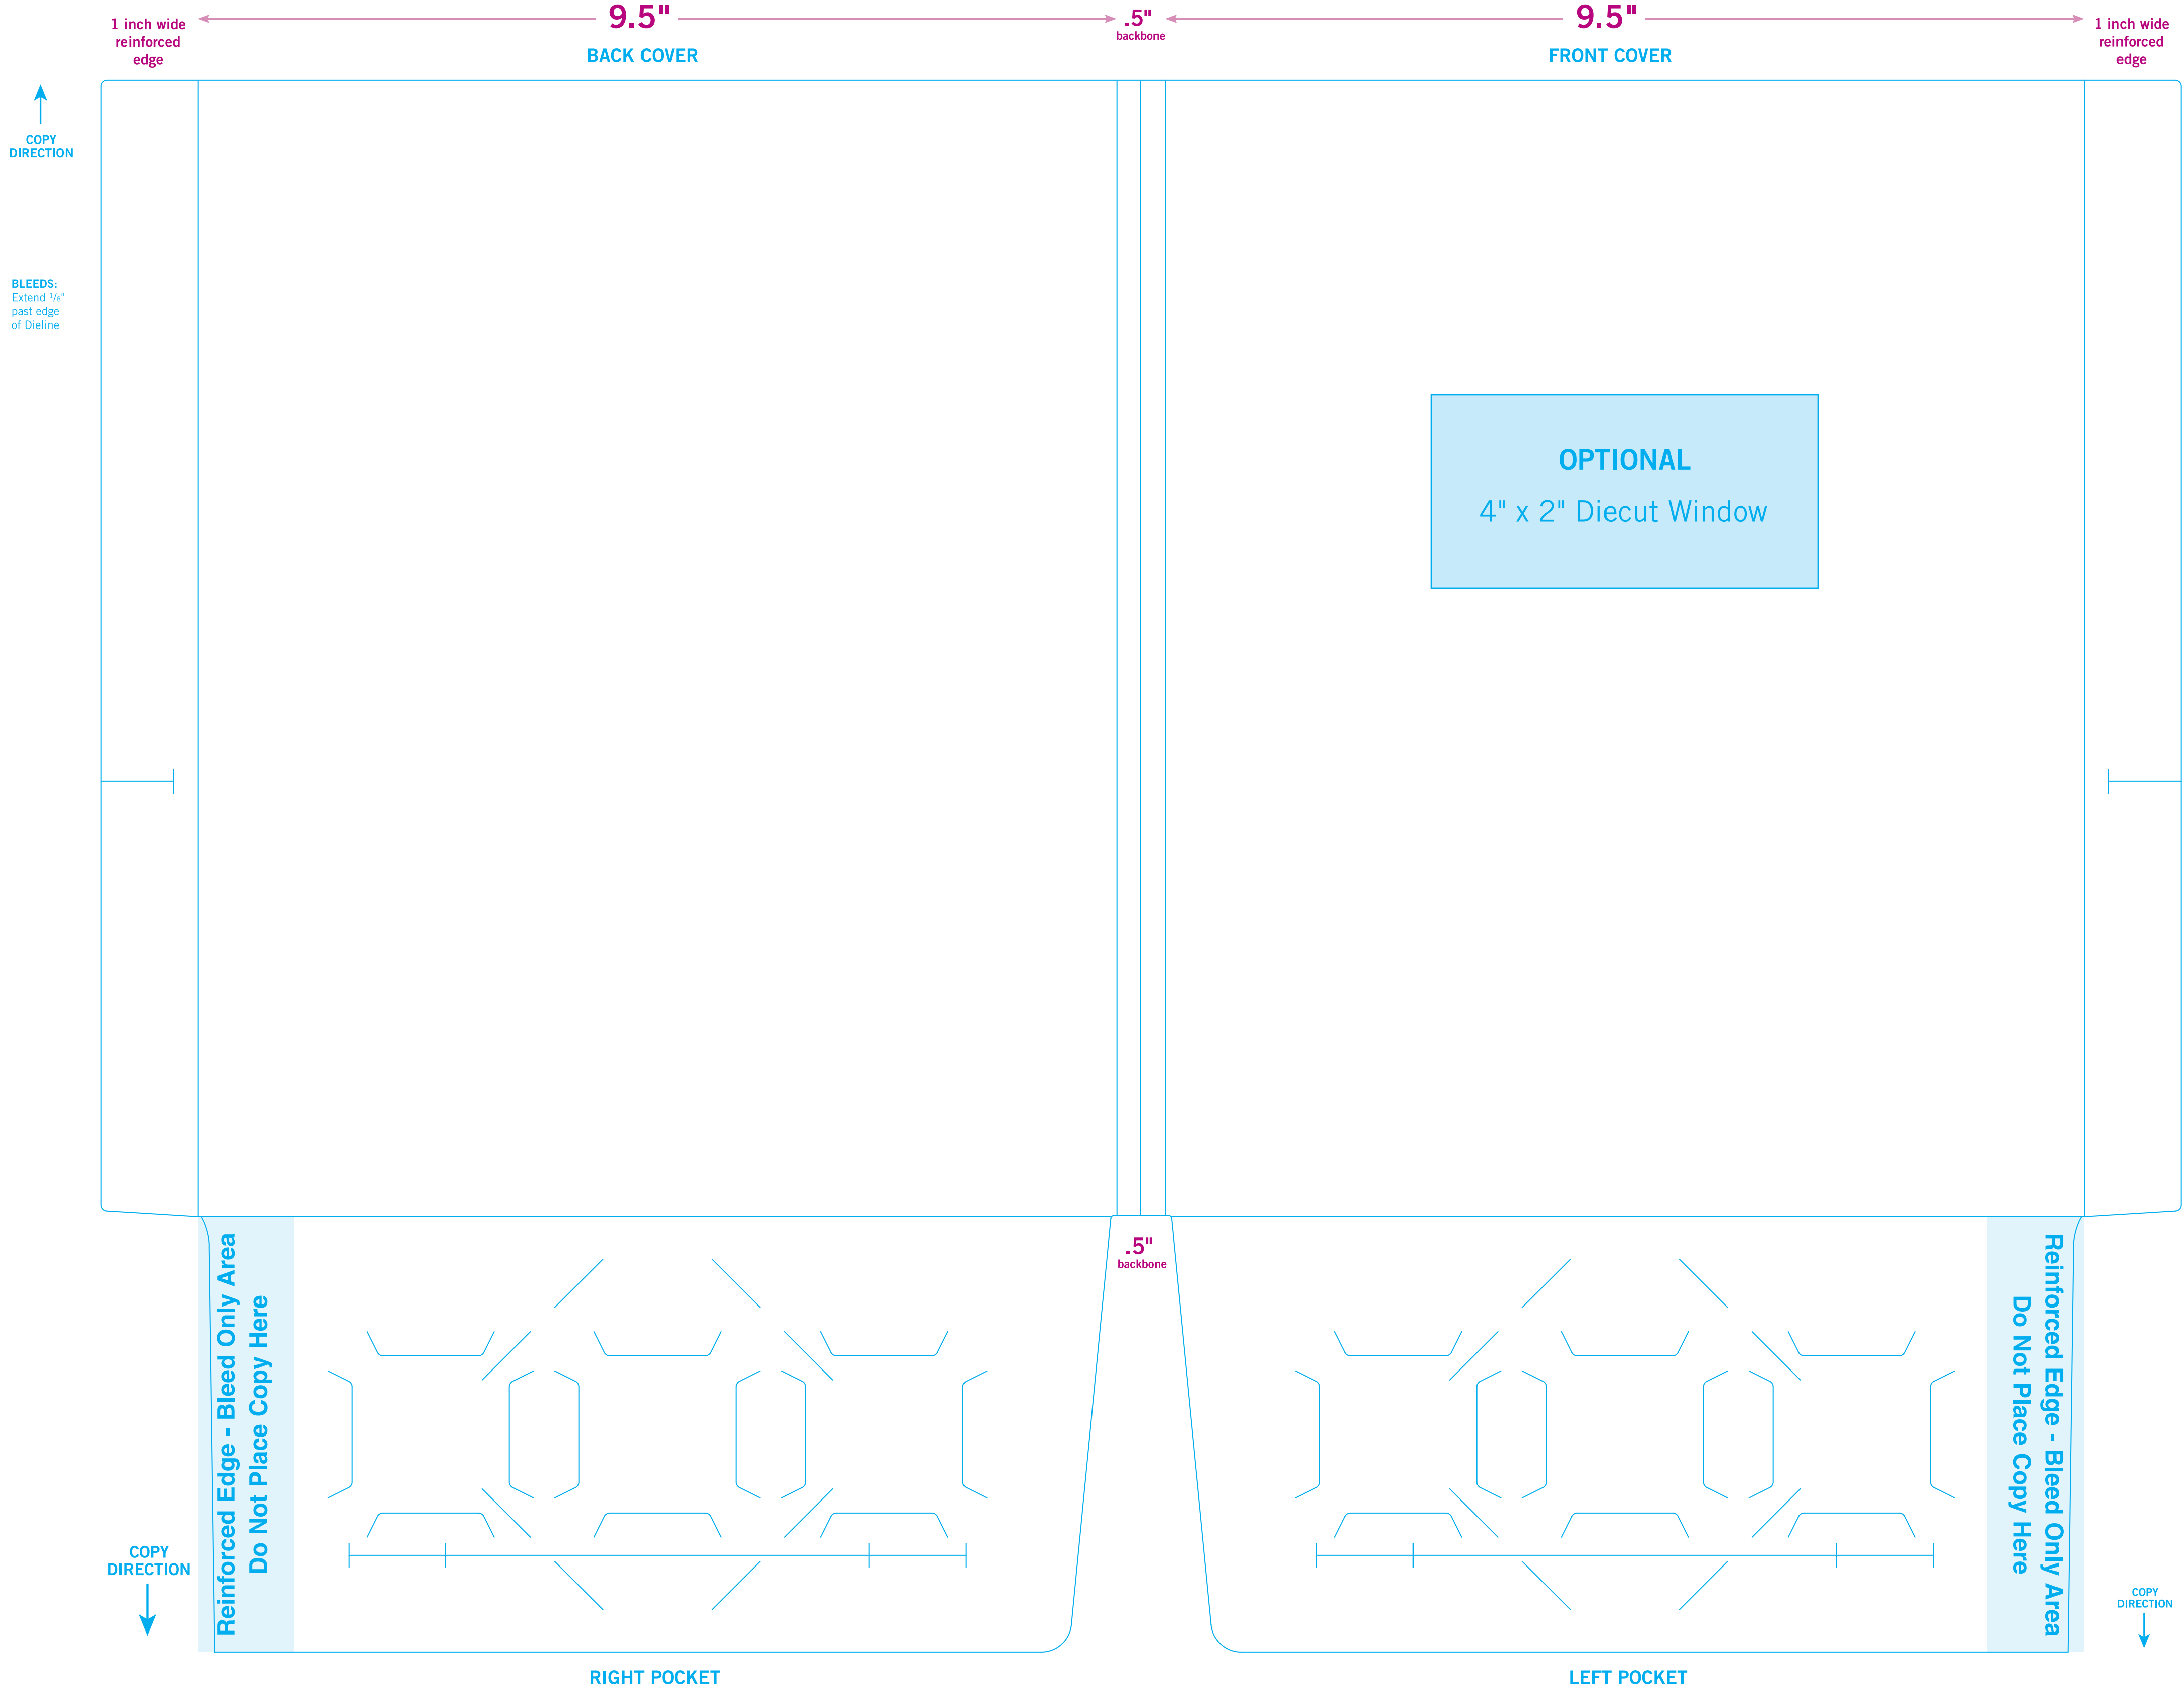 1 inch wide
reinforced
edge
9.5"
.5"
backbone
9.5"
1 inch wide
reinforced
edge
BACK COVER
FRONT COVER
COPY
DIRECTION
BLEEDS:
Extend 1/8"
past edge
of Dieline
OPTIONAL
4" x 2" Diecut Window
.5"
backbone
Reinforced Edge - Bleed Only Area
Do Not Place Copy Here
Reinforced Edge - Bleed Only Area
Do Not Place Copy Here
COPY
DIRECTION
COPY
DIRECTION
RIGHT POCKET
LEFT POCKET